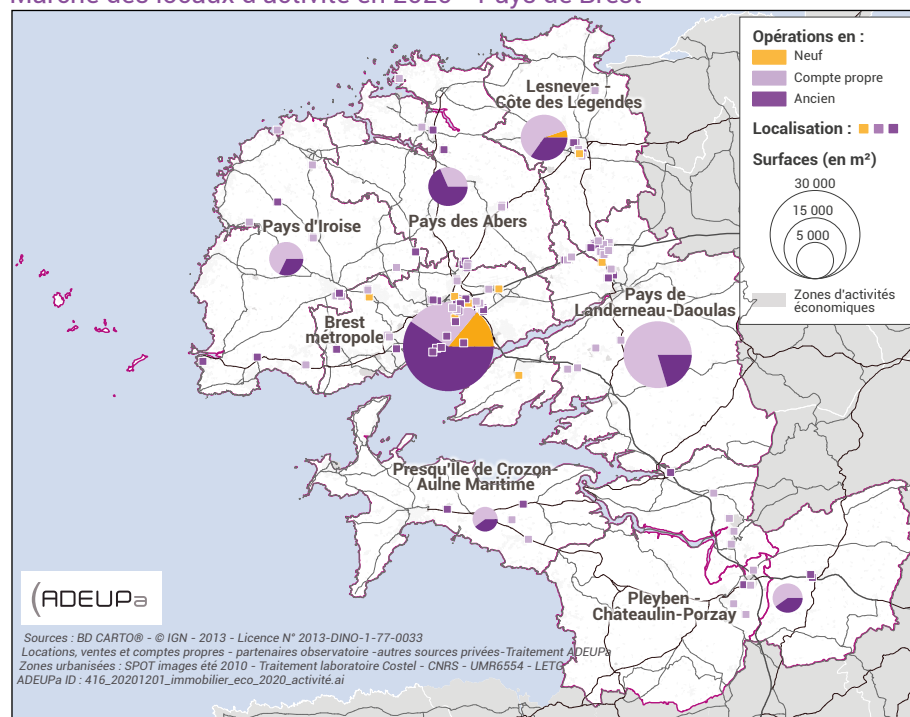 Marché des locaux d'activité en 2020 - Pays de Brest
Opérations en :
Neuf
Compte propre
Ancien
Localisation :
Surfaces (en m²)
30 000
15 000
5 000
Zones d'activités
économiques
Lesneven -
Côte des Légendes
Pays des Abers
Pays d'Iroise
Brest
métropole
Pays de
Landerneau-Daoulas
Presqu'île de Crozon-
Aulne Maritime
Pleyben -
Châteaulin-Porzay
ADEUPa
Sources : BD CARTO® - © IGN - 2013 - Licence N° 2013-DINO-1-77-0033
Locations, ventes et comptes propres - partenaires observatoire -autres sources privées-Traitement ADEUPa
Zones urbanisées : SPOT images été 2010 - Traitement laboratoire Costel - CNRS - UMR6554 - LETG
ADEUPa ID : 416_20201201_immobilier_eco_2020_activité.ai